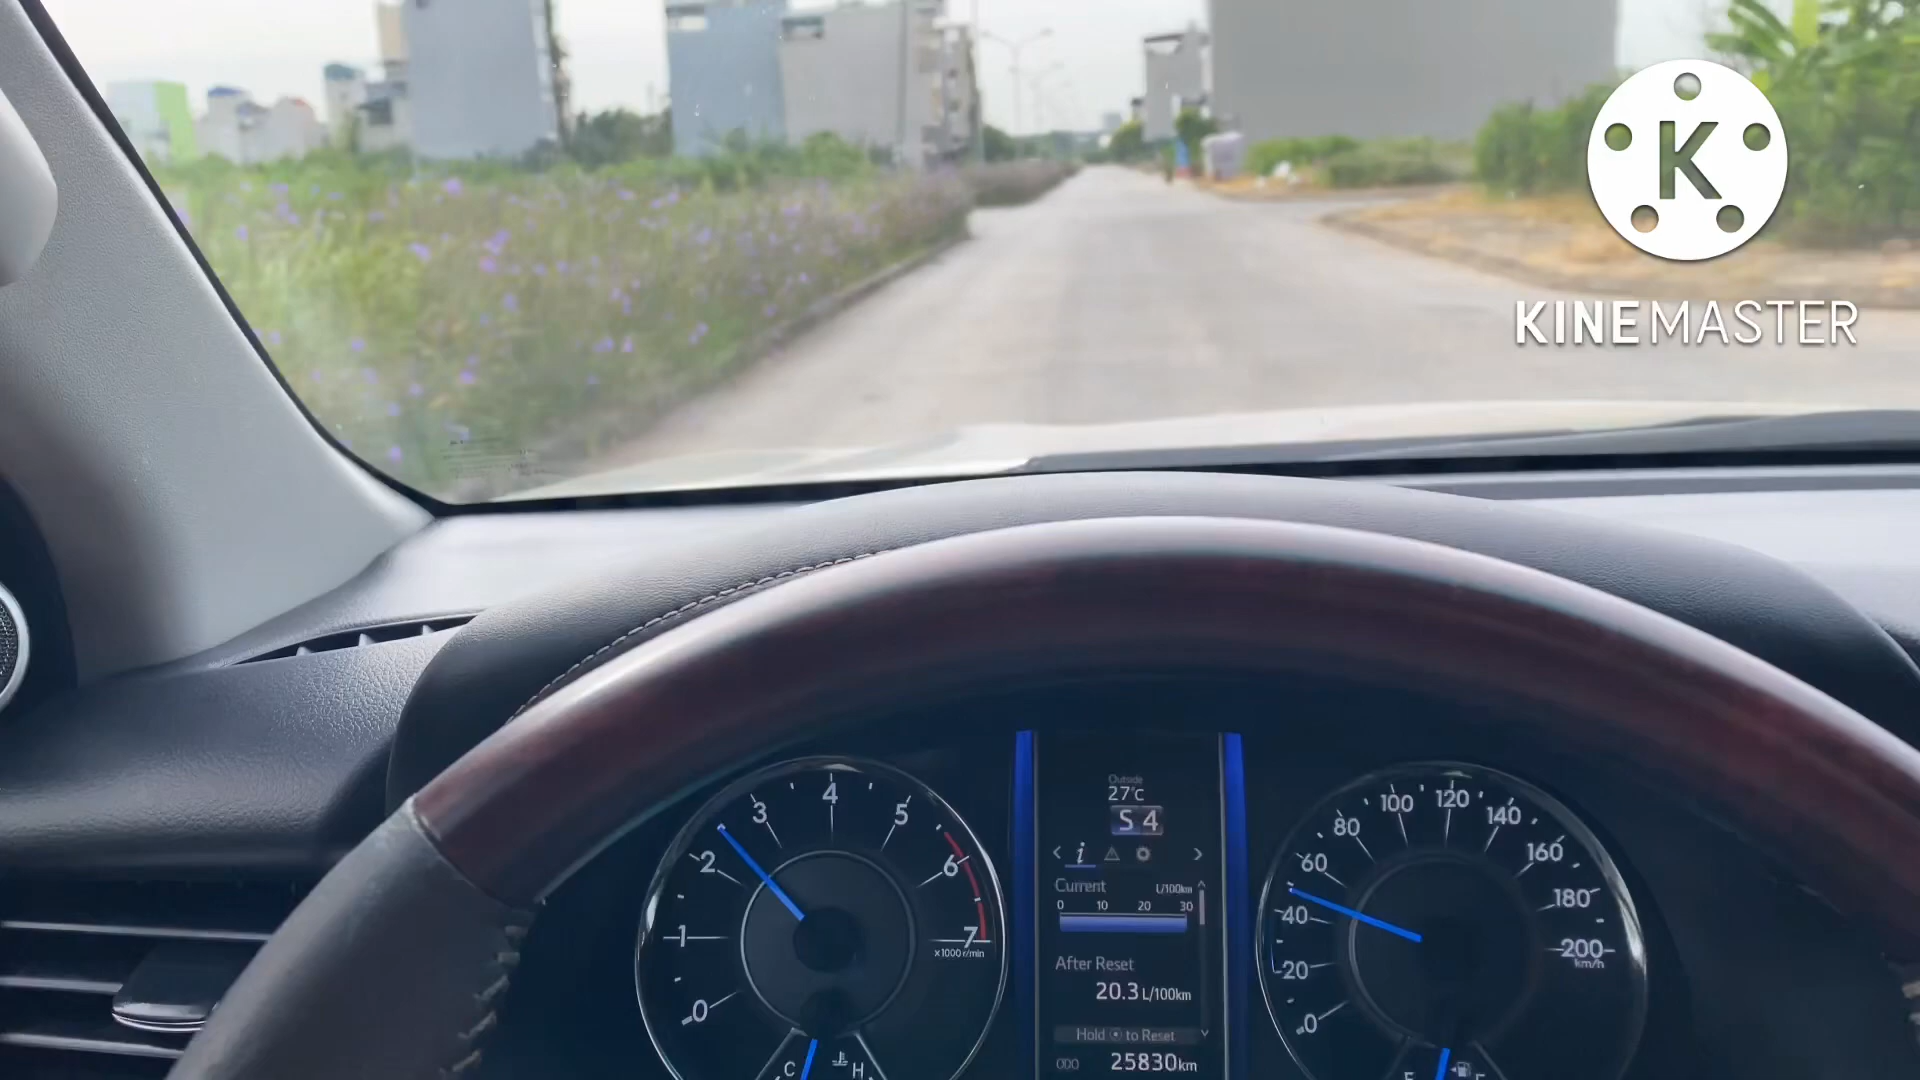 K
KINEMASTER
Outside
27°C
S 4
i
Current L/100km
0 10 20 30
After Reset
20.3 L/100km
Hold to Reset
ODO 25830km
0 1 2 3 4 5 6 7
x1000r/min
C H
0 20 40 60 80 100 120 140 160 180 200
km/h